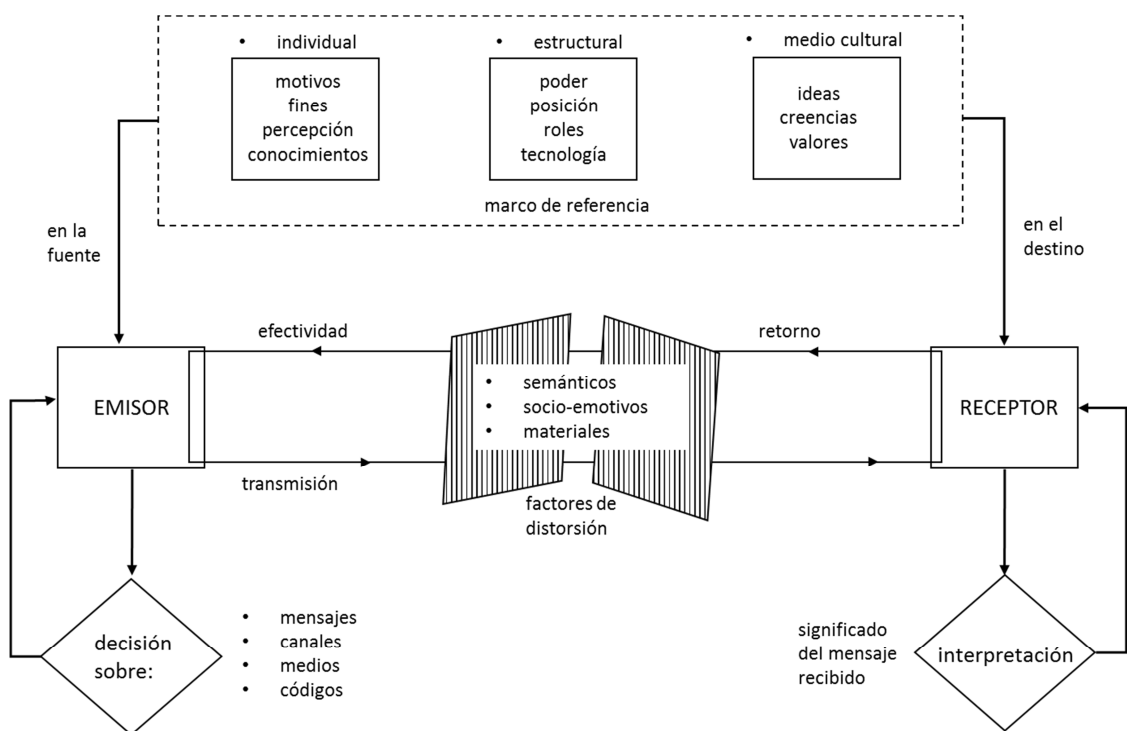 • individual
motivos
fines
percepción
conocimientos
• estructural
poder
posición
roles
tecnología
• medio cultural
ideas
creencias
valores
marco de referencia
en la
fuente
en el
destino
efectividad
retorno
EMISOR
• semánticos
• socio-emotivos
• materiales
RECEPTOR
transmisión
factores de
distorsión
decisión
sobre:
• mensajes
• canales
• medios
• códigos
significado
del mensaje
recibido
interpretación